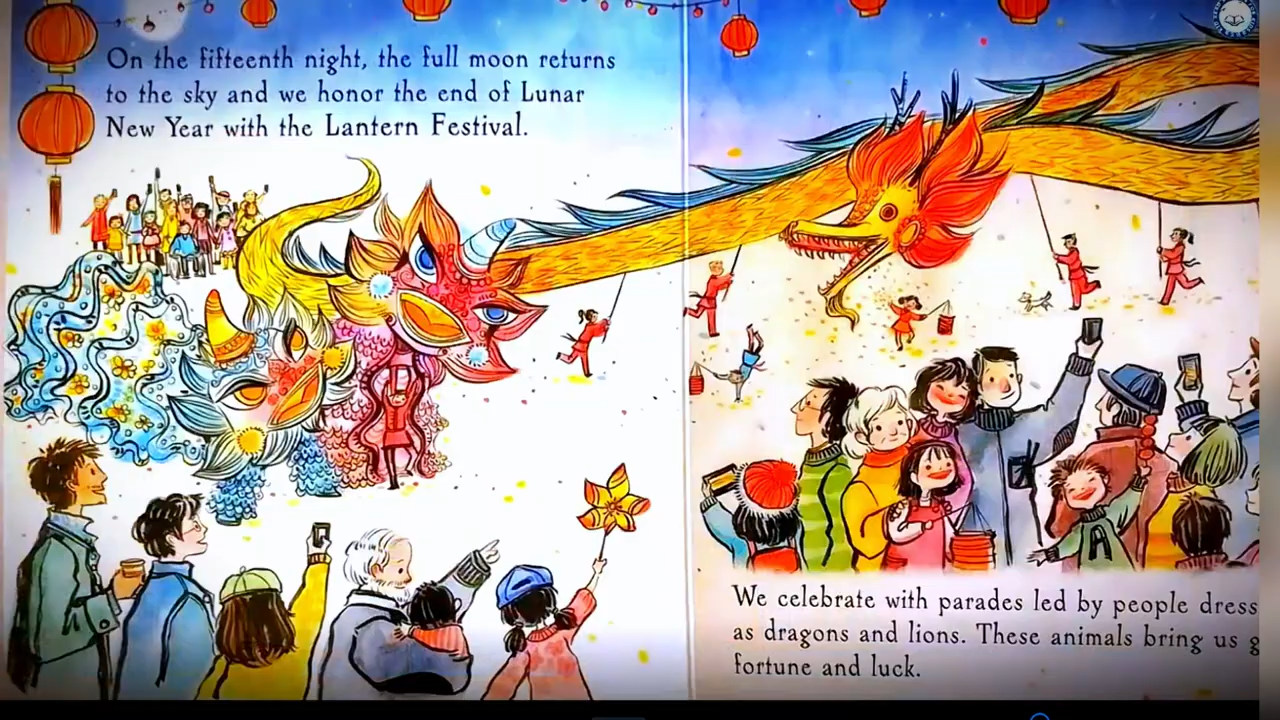 On the fifteenth night, the full moon returns
to the sky and we honor the end of Lunar
New Year with the Lantern Festival.
We celebrate with parades led by people dress
as dragons and lions. These animals bring us g
fortune and luck.
A